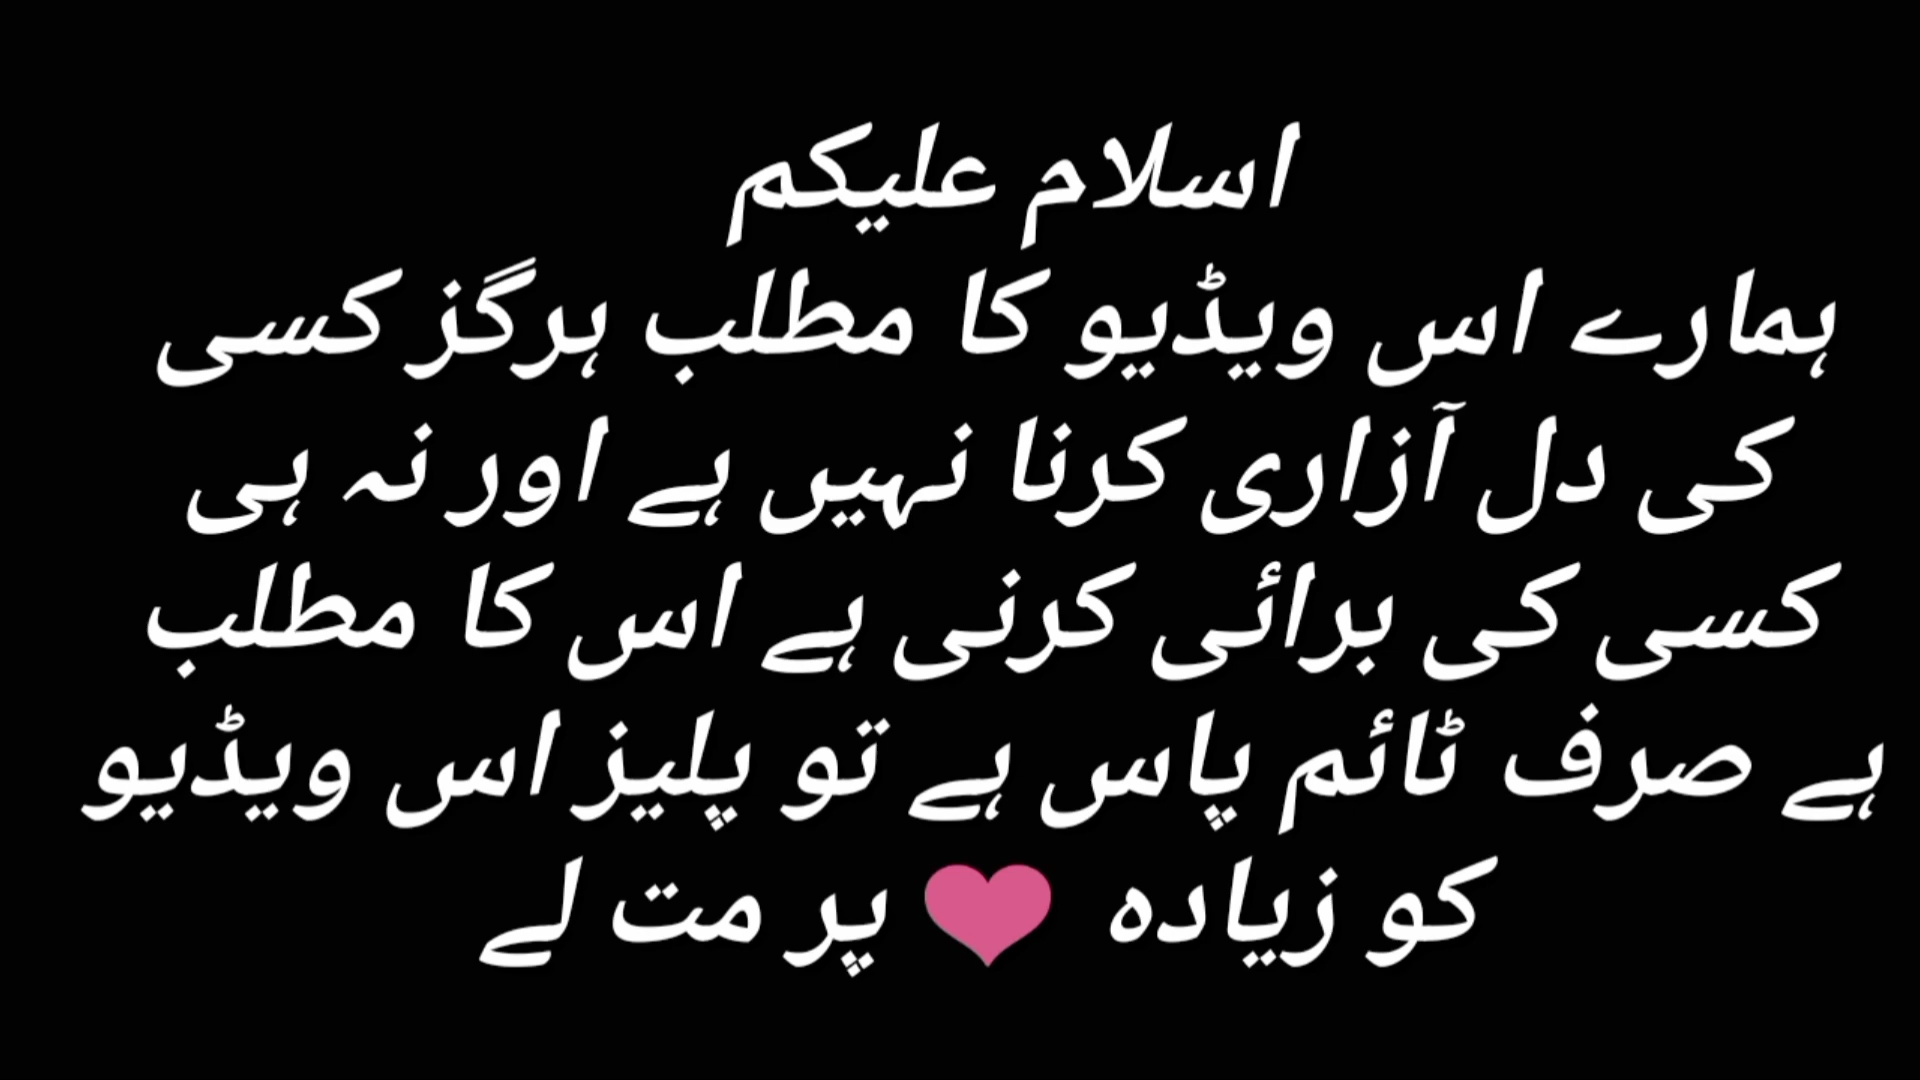 اسلام علیکم
ہمارے اس ویڈیو کا مطلب ہرگز کسی
کی دل آزاری کرنا نہیں ہے اور نہ ہی
کسی کی برائی کرنی ہے اس کا مطلب
ہے صرف ٹائم پاس ہے تو پلیز اس ویڈیو
کو زیادہ ❤ پر مت لے